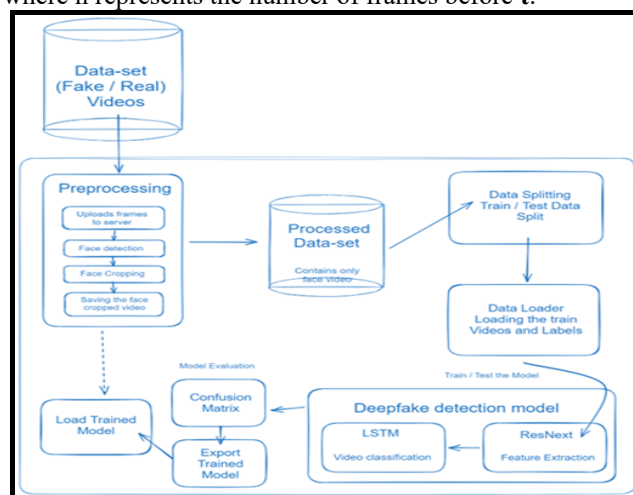 where n represents the number of frames before t.
Data-set
(Fake / Real)
Videos
Preprocessing
Uploads frames
to server
Face detection
Face Cropping
Saving the face
cropped video
Processed
Data-set
Contains only
face video
Data Splitting
Train / Test Data
Split
Data Loader
Loading the train
Videos and Labels
Train / Test the Model
Model Evaluation
Confusion
Matrix
Export
Trained
Model
Load Trained
Model
Deepfake detection model
LSTM
Video classification
ResNext
Feature Extraction